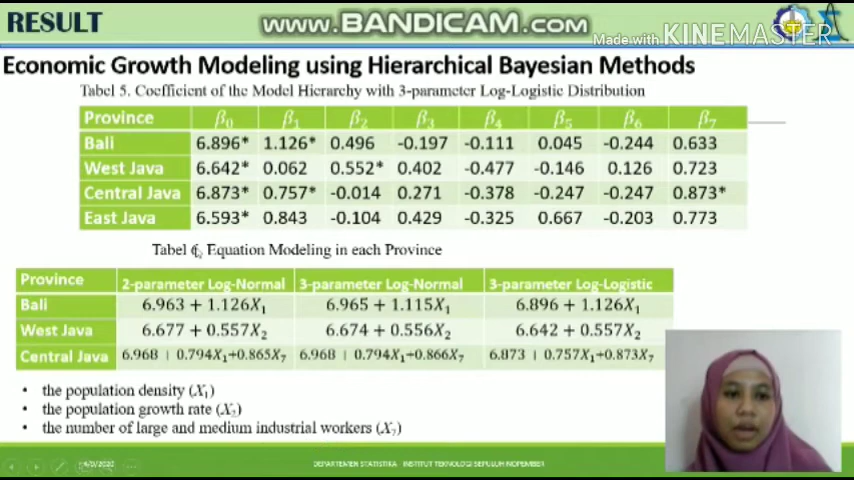 RESULT
www.BANDICAM.com
Made with KINEMASTER
Economic Growth Modeling using Hierarchical Bayesian Methods
Tabel 5. Coefficient of the Model Hierarchy with 3-parameter Log-Logistic Distribution
Province β0 β1 β2 β3 β4 β5 β6 β7
Bali 6.896* 1.126* 0.496 -0.197 -0.111 0.045 -0.244 0.633
West Java 6.642* 0.062 0.552* 0.402 -0.477 -0.146 0.126 0.723
Central Java 6.873* 0.757* -0.014 0.271 -0.378 -0.247 -0.247 0.873*
East Java 6.593* 0.843 -0.104 0.429 -0.325 0.667 -0.203 0.773
Tabel 6. Equation Modeling in each Province
Province 2-parameter Log-Normal 3-parameter Log-Normal 3-parameter Log-Logistic
Bali 6.963 + 1.126X1 6.965 + 1.115X1 6.896 + 1.126X1
West Java 6.677 + 0.557X2 6.674 + 0.556X2 6.642 + 0.557X2
Central Java 6.968 + 0.794X1+0.865X7 6.968 + 0.794X1+0.866X7 6.873 + 0.757X1+0.873X7
• the population density (X1)
• the population growth rate (X2)
• the number of large and medium industrial workers (X7)
DEPARTEMEN STATISTIKA - INSTITUT TEKNOLOGI SEPULUH NOPEMBER